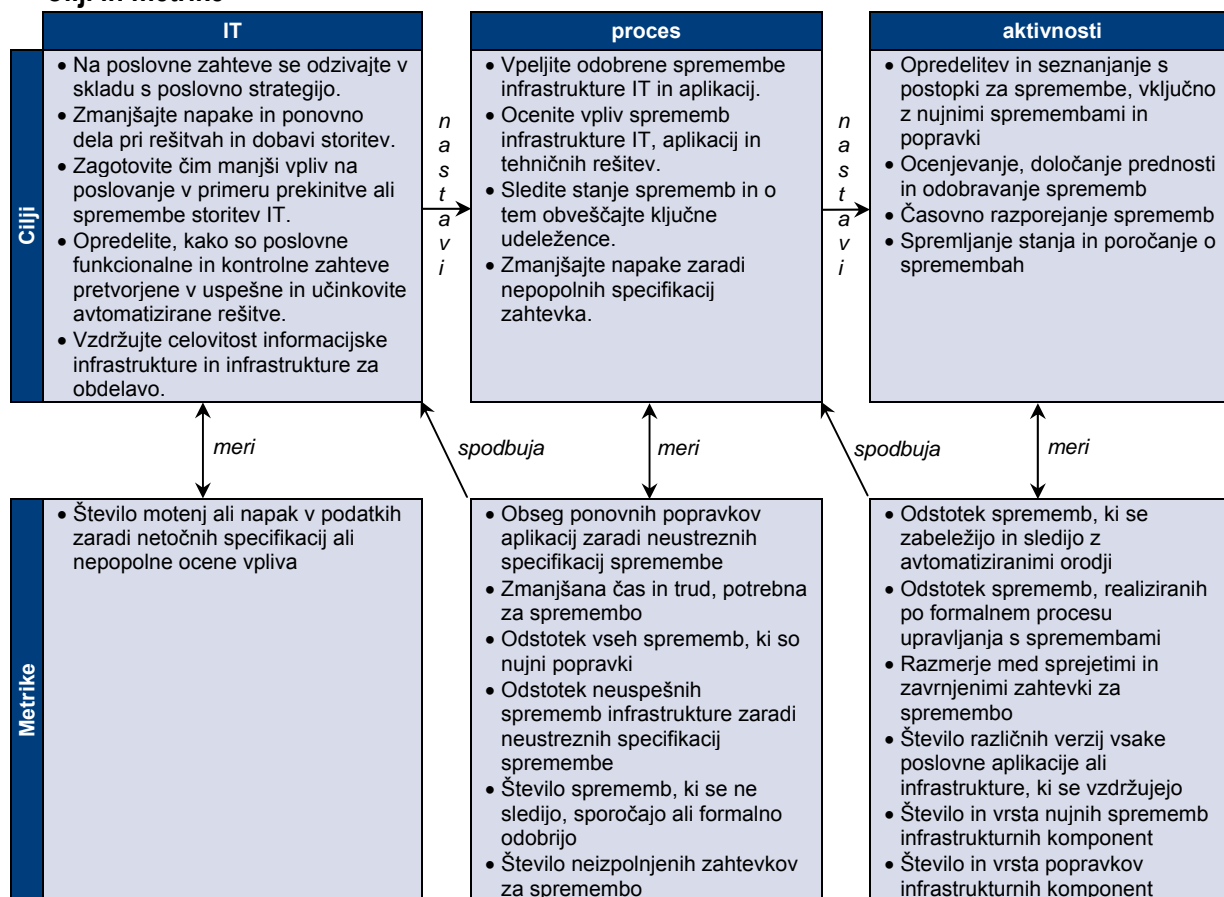 Cilji in metrike
IT
proces
aktivnosti
Cilji
• Na poslovne zahteve se odzivajte v
skladu s poslovno strategijo.
• Zmanjšajte napake in ponovno
dela pri rešitvah in dobavi storitev.
• Zagotovite čim manjši vpliv na
poslovanje v primeru prekinitve ali
spremembe storitev IT.
• Opredelite, kako so poslovne
funkcionalne in kontrolne zahteve
pretvorjene v uspešne in učinkovite
avtomatizirane rešitve.
• Vzdržujte celovitost informacijske
infrastrukture in infrastrukture za
obdelavo.
nastavi
• Vpeljite odobrene spremembe
infrastrukture IT in aplikacij.
• Ocenite vpliv sprememb
infrastrukture IT, aplikacij in
tehničnih rešitev.
• Sledite stanje sprememb in o
tem obveščajte ključne
udeležence.
• Zmanjšajte napake zaradi
nepopolnih specifikacij
zahtevka.
nastavi
• Opredelitev in seznanjanje s
postopki za spremembe, vključno
z nujnimi spremembami in
popravki
• Ocenjevanje, določanje prednosti
in odobravanje sprememb
• Časovno razporejanje sprememb
• Spremljanje stanja in poročanje o
spremembah
meri
spodbuja
meri
spodbuja
meri
Metrike
• Število motenj ali napak v podatkih
zaradi netočnih specifikacij ali
nepopolne ocene vpliva
• Obseg ponovnih popravkov
aplikacij zaradi neustreznih
specifikacij spremembe
• Zmanjšana čas in trud, potrebna
za spremembo
• Odstotek vseh sprememb, ki so
nujni popravki
• Odstotek neuspešnih
sprememb infrastrukture zaradi
neustreznih specifikacij
spremembe
• Število sprememb, ki se ne
sledijo, sporočajo ali formalno
odobrijo
• Število neizpolnjenih zahtevkov
za spremembo
• Odstotek sprememb, ki se
zabeležijo in sledijo z
avtomatiziranimi orodji
• Odstotek sprememb, realiziranih
po formalnem procesu
upravljanja s spremembami
• Razmerje med sprejetimi in
zavrnjenimi zahtevki za
spremembo
• Število različnih verzij vsake
poslovne aplikacije ali
infrastrukture, ki se vzdržujejo
• Število in vrsta nujnih sprememb
infrastrukturnih komponent
• Število in vrsta popravkov
infrastrukturnih komponent